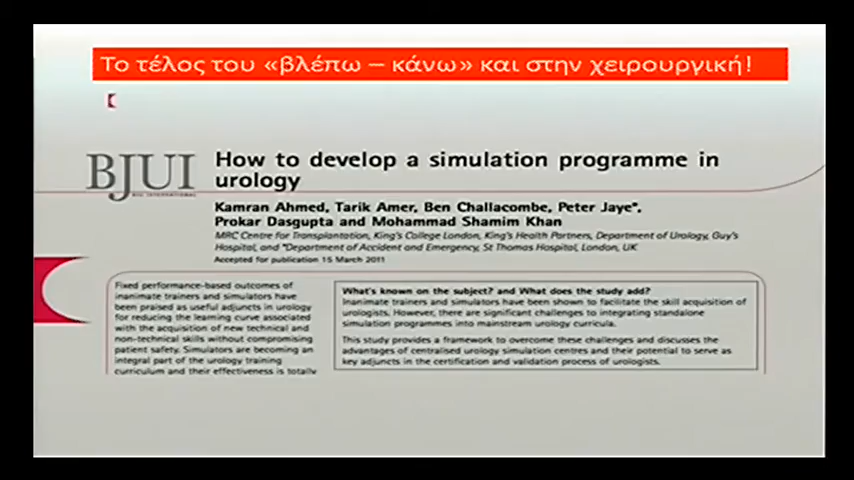 Το τέλος του «βλέπω – κάνω» και στην χειρουργική!
BJUI
BJU INTERNATIONAL
How to develop a simulation programme in
urology
Kamran Ahmed, Tarik Amer, Ben Challacombe, Peter Jaye*,
Prokar Dasgupta and Mohammad Shamim Khan
MRC Centre for Transplantation, King's College London, King's Health Partners, Department of Urology, Guy's
Hospital, and *Department of Accident and Emergency, St Thomas Hospital, London, UK
Accepted for publication 15 March 2011
Fixed performance-based outcomes of
inanimate trainers and simulators have
been praised as useful adjuncts in urology
for reducing the learning curve associated
with the acquisition of new technical and
non-technical skills without compromising
patient safety. Simulators are becoming an
integral part of the urology training
curriculum and their effectiveness is totally
What's known on the subject? and What does the study add?
Inanimate trainers and simulators have been shown to facilitate the skill acquisition of
urologists. However, there are significant challenges to integrating standalone
simulation programmes into mainstream urology curricula.
This study provides a framework to overcome these challenges and discusses the
advantages of centralised urology simulation centres and their potential to serve as
key adjuncts in the certification and validation process of urologists.